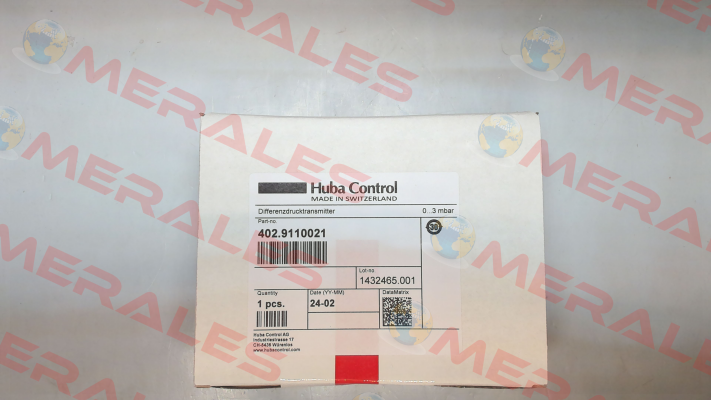 Huba Control
MADE IN SWITZERLAND
Differenzdrucktransmitter 0...3 mbar
Part-no.
402.9110021
Lot-no.
1432465.001
Quantity Date (YY-MM) DataMatrix
1 pcs. 24-02
Huba Control AG
Industriestrasse 17
CH-5436 Würenlos
www.hubacontrol.com
MERALES
MERALES
MERALES
MERALES
MERALES
MERALES